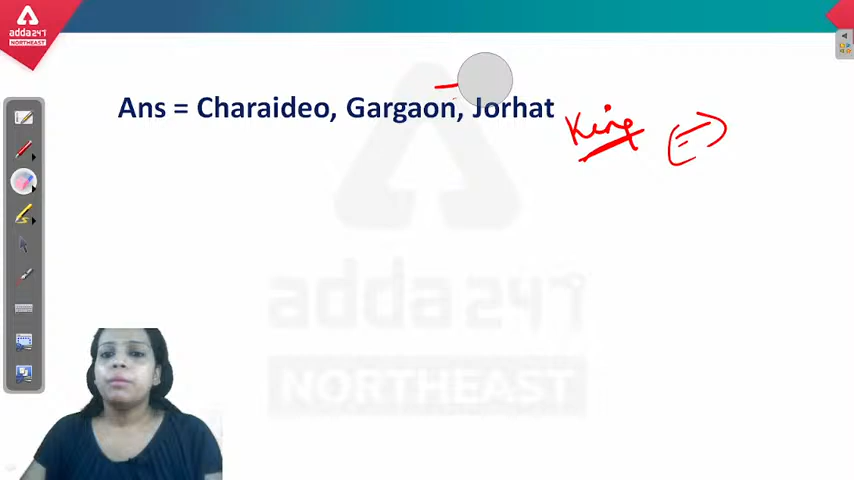 adda247
NORTHEAST
Ans = Charaideo, Gargaon, Jorhat
King
adda247
NORTHEAST